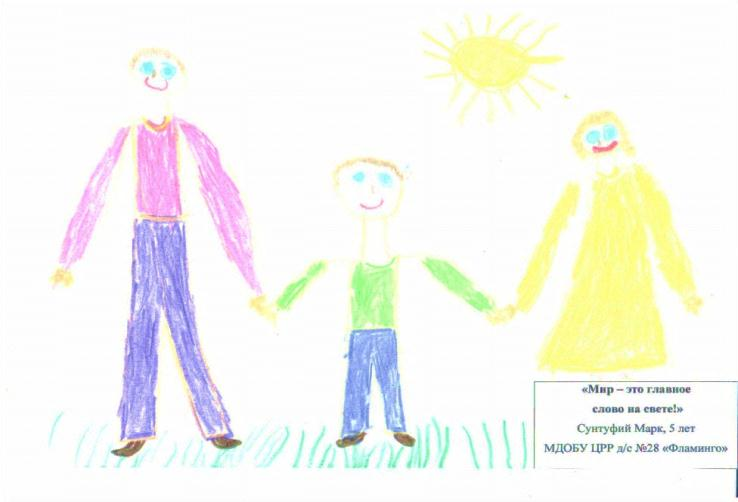 «Мир – это главное
слово на свете!»
Сунтуфий Марк, 5 лет
МДОБУ ЦРР д/с №28 «Фламинго»